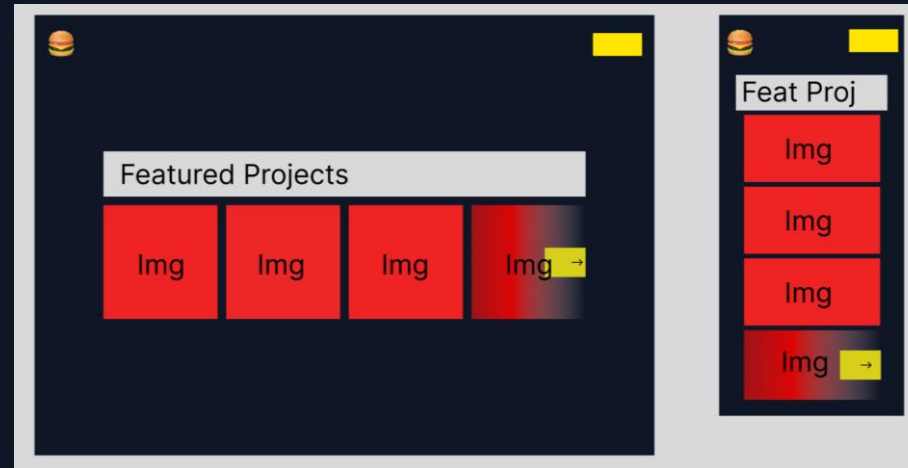 Featured Projects
Img Img Img Img →
Feat Proj
Img
Img
Img
Img →